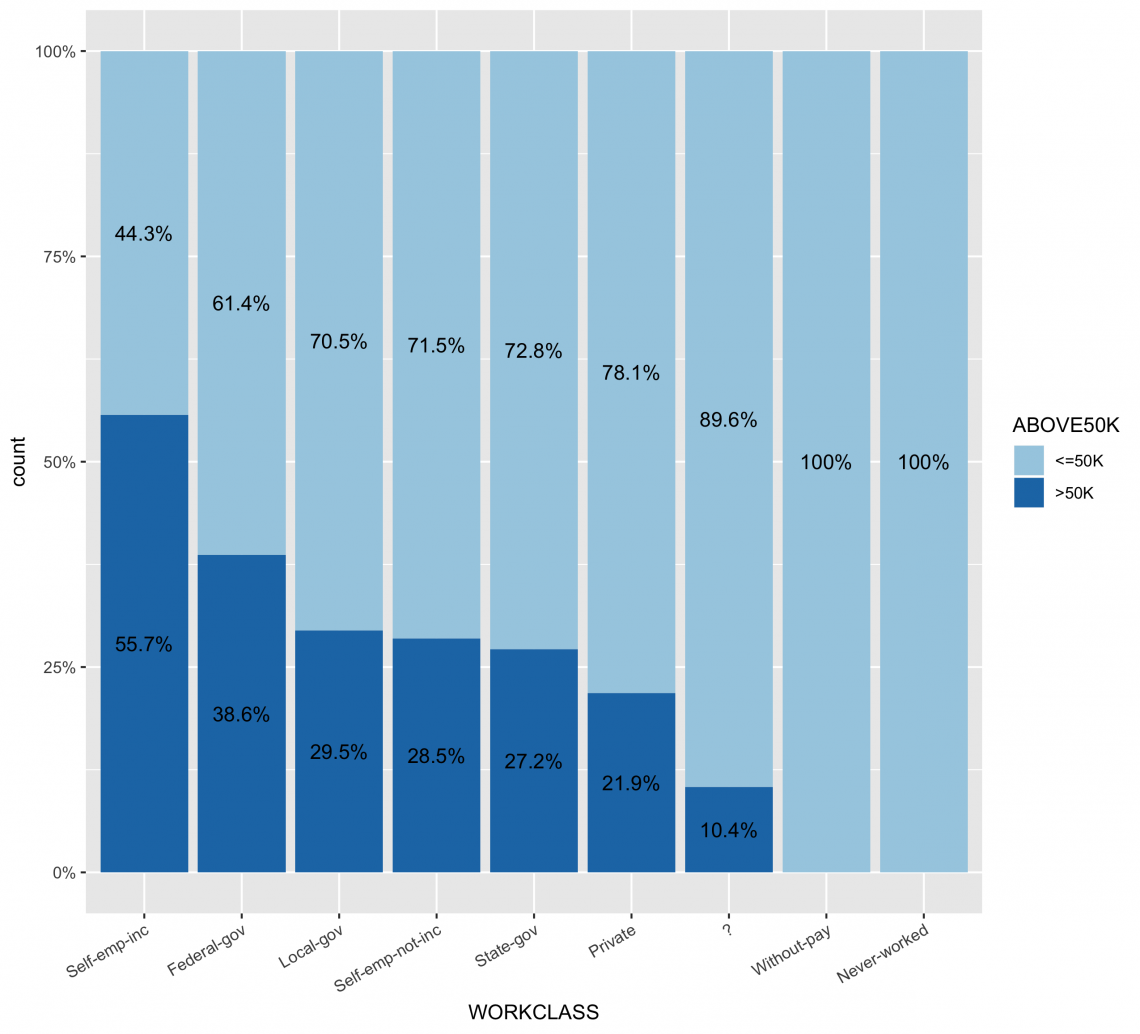 100%
75%
50%
25%
0%
count
44.3%
61.4%
70.5%
71.5%
72.8%
78.1%
89.6%
100%
100%
55.7%
38.6%
29.5%
28.5%
27.2%
21.9%
10.4%
Self-emp-inc
Federal-gov
Local-gov
Self-emp-not-inc
State-gov
Private
?
Without-pay
Never-worked
WORKCLASS
ABOVE50K
<=50K
>50K